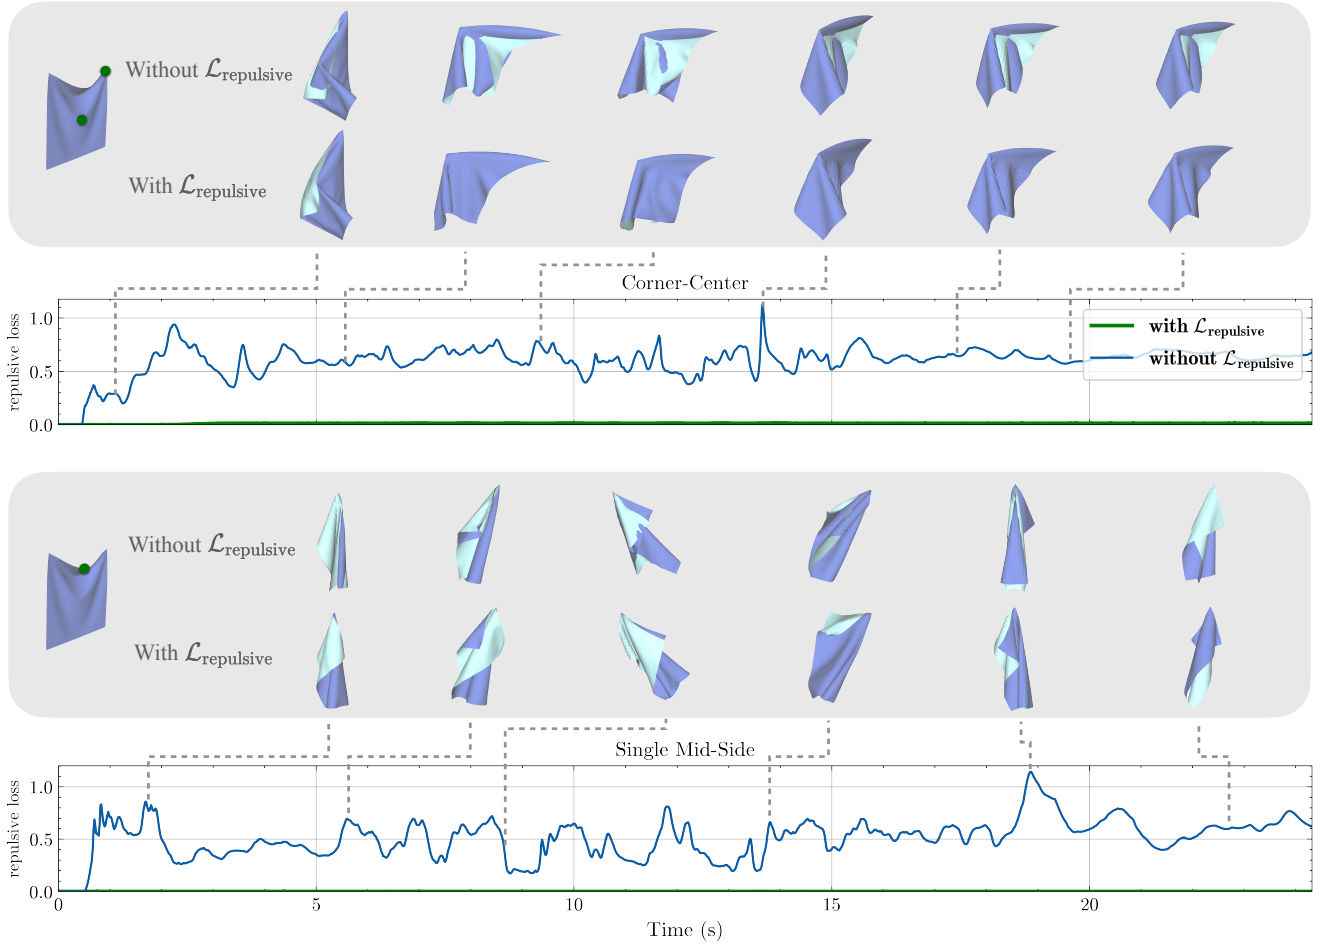 Without ℒrepulsive
With ℒrepulsive
Corner-Center
repulsive loss
1.0
0.5
0.0
with ℒrepulsive
without ℒrepulsive
Without ℒrepulsive
With ℒrepulsive
Single Mid-Side
repulsive loss
1.0
0.5
0.0
0 5 10 15 20
Time (s)